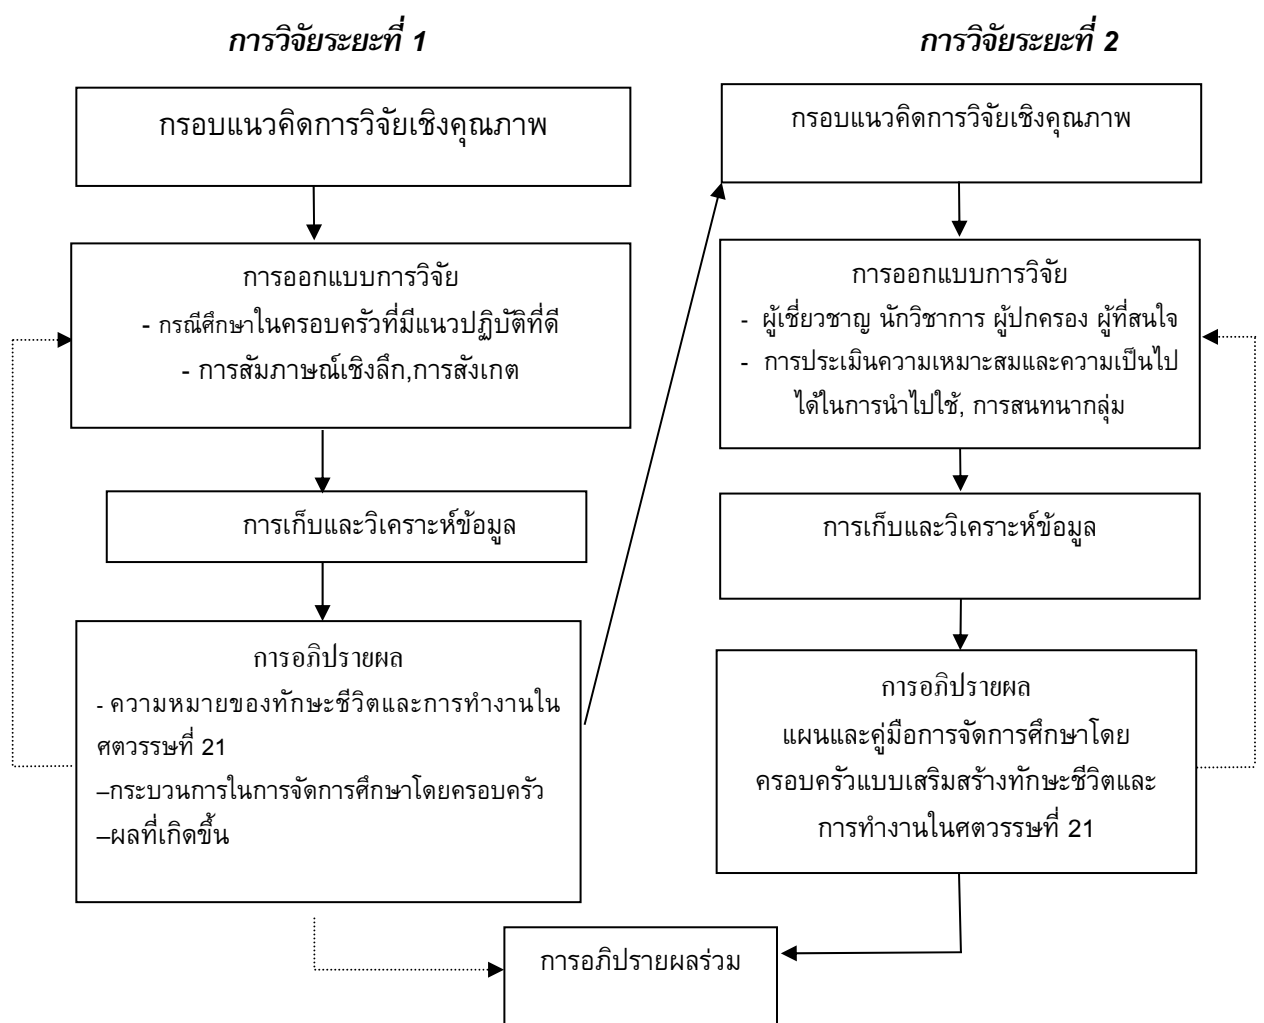 การวิจัยระยะที่ 1
กรอบแนวคิดการวิจัยเชิงคุณภาพ
การออกแบบการวิจัย
- กรณีศึกษาในครอบครัวที่มีแนวปฏิบัติที่ดี
- การสัมภาษณ์เชิงลึก,การสังเกต
การเก็บและวิเคราะห์ข้อมูล
การอภิปรายผล
- ความหมายของทักษะชีวิตและการทำงานใน
ศตวรรษที่ 21
–กระบวนการในการจัดการศึกษาโดยครอบครัว
–ผลที่เกิดขึ้น
การวิจัยระยะที่ 2
กรอบแนวคิดการวิจัยเชิงคุณภาพ
การออกแบบการวิจัย
- ผู้เชี่ยวชาญ นักวิชาการ ผู้ปกครอง ผู้ที่สนใจ
- การประเมินความเหมาะสมและความเป็นไป
ได้ในการนำไปใช้, การสนทนากลุ่ม
การเก็บและวิเคราะห์ข้อมูล
การอภิปรายผล
แผนและคู่มือการจัดการศึกษาโดย
ครอบครัวแบบเสริมสร้างทักษะชีวิตและ
การทำงานในศตวรรษที่ 21
การอภิปรายผลร่วม